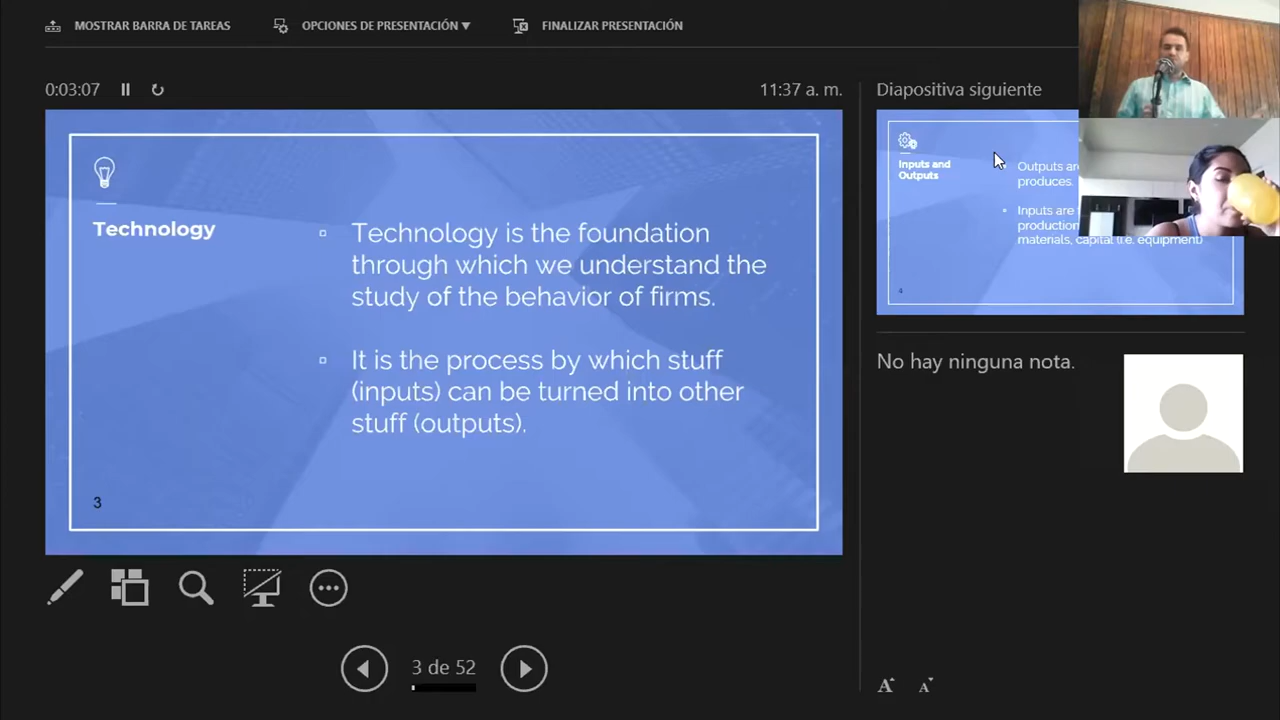 MOSTRAR BARRA DE TAREAS
OPCIONES DE PRESENTACIÓN
FINALIZAR PRESENTACIÓN
0:03:07
11:37 a. m.
Technology
Technology is the foundation
through which we understand the
study of the behavior of firms.
It is the process by which stuff
(inputs) can be turned into other
stuff (outputs).
3
3 de 52
Diapositiva siguiente
Inputs and
Outputs
Outputs
produces.
Inputs are
production
materials, capital (i.e. equipment)
4
No hay ninguna nota.
A A